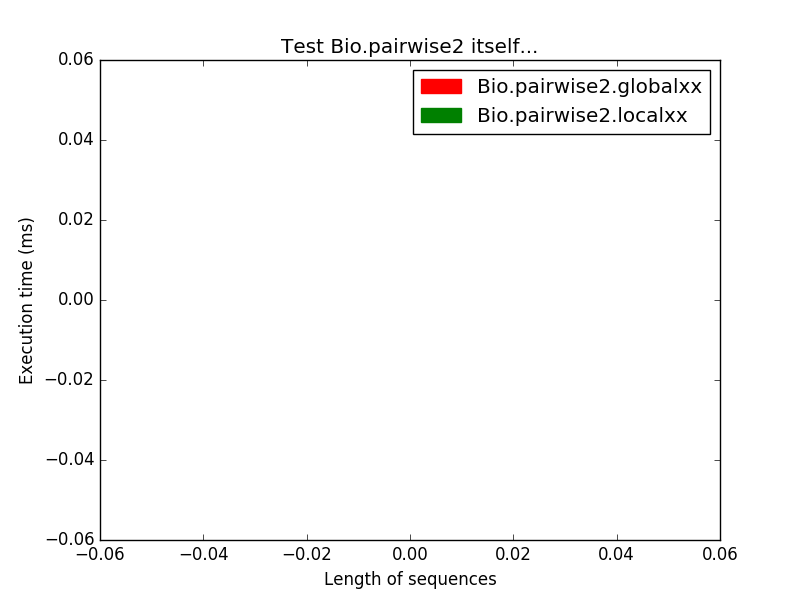 Test Bio.pairwise2 itself...
Bio.pairwise2.globalxx
Bio.pairwise2.localxx
Execution time (ms)
0.06
0.04
0.02
0.00
−0.02
−0.04
−0.06
−0.06 −0.04 −0.02 0.00 0.02 0.04 0.06
Length of sequences